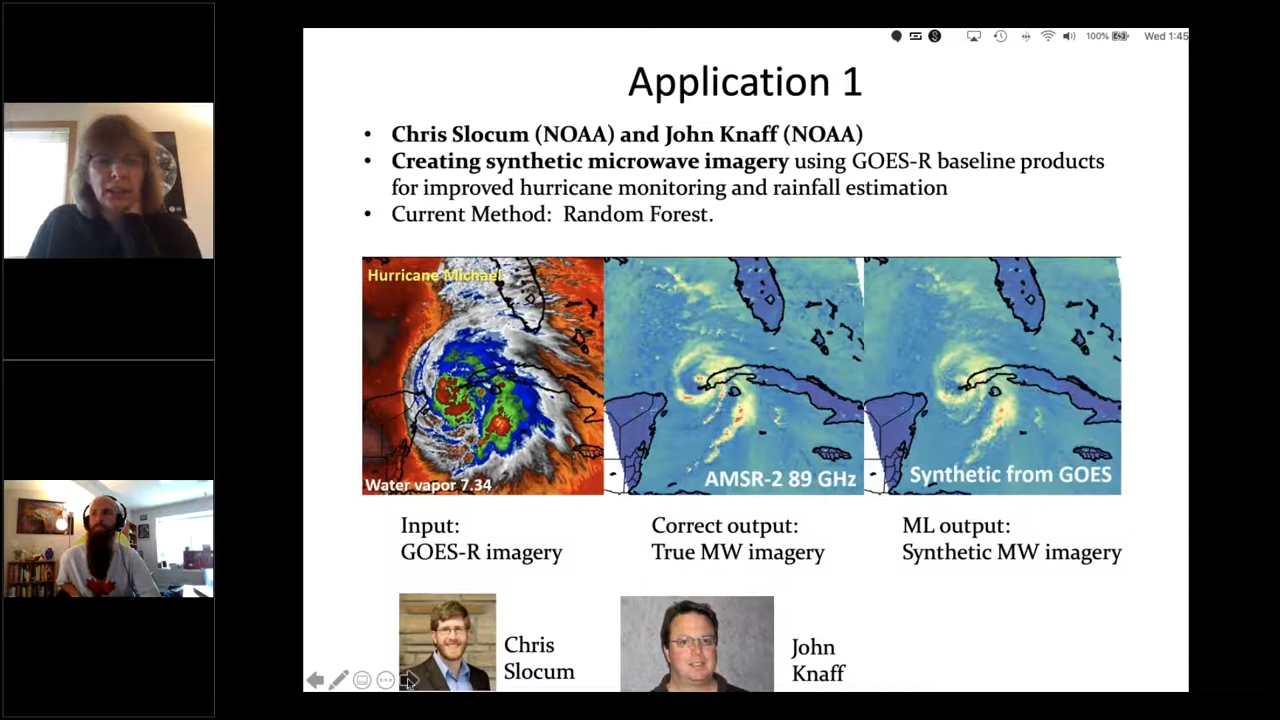 100%
Wed 1:45
Application 1
• Chris Slocum (NOAA) and John Knaff (NOAA)
• Creating synthetic microwave imagery using GOES-R baseline products
for improved hurricane monitoring and rainfall estimation
• Current Method: Random Forest.
Hurricane Michael
Water vapor 7.34
AMSR-2 89 GHz
Synthetic from GOES
Input:
GOES-R imagery
Correct output:
True MW imagery
ML output:
Synthetic MW imagery
Chris
Slocum
John
Knaff